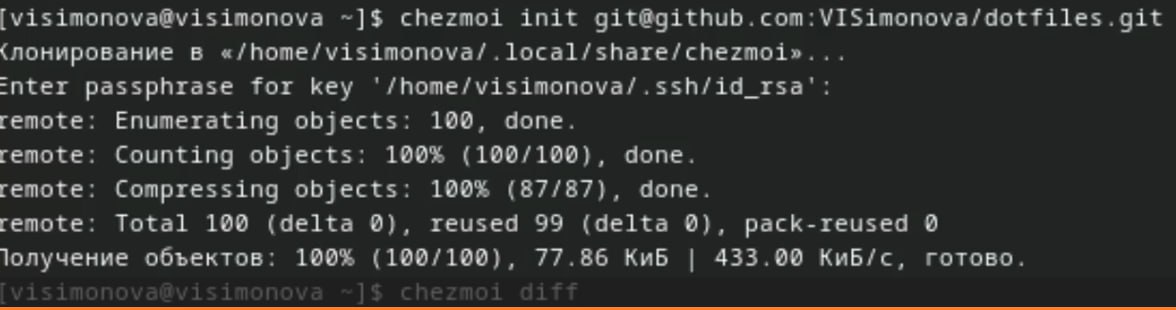 [visimonova@visimonova ~]$ chezmoi init git@github.com:VISimonova/dotfiles.git
Клонирование в «/home/visimonova/.local/share/chezmoi»...
Enter passphrase for key '/home/visimonova/.ssh/id_rsa':
remote: Enumerating objects: 100, done.
remote: Counting objects: 100% (100/100), done.
remote: Compressing objects: 100% (87/87), done.
remote: Total 100 (delta 0), reused 99 (delta 0), pack-reused 0
Получение объектов: 100% (100/100), 77.86 КиБ | 433.00 КиБ/с, готово.
[visimonova@visimonova ~]$ chezmoi diff